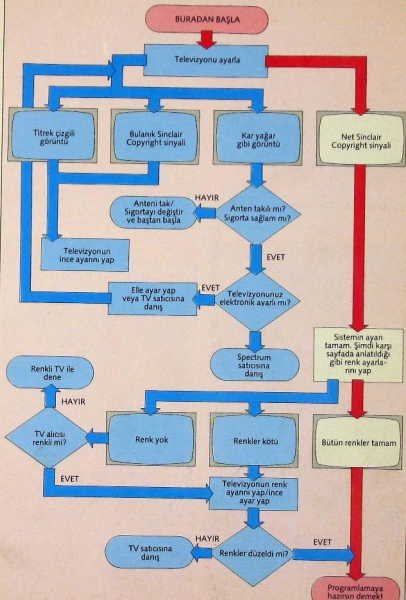 BURADAN BAŞLA
Televizyonu ayarla
Titrek çizgili
görüntü
Bulanık Sinclair
Copyright sinyali
Kar yağar
gibi görüntü
Net Sinclair
Copyright sinyali
Anteni tak/
Sigortayı değiştir
ve baştan başla
HAYIR
Anten takılı mı?
Sigorta sağlam mı?
Televizyonun
ince ayarını yap
EVET
Elle ayar yap
veya TV satıcısına
danış
EVET
Televizyonunuz
elektronik ayarlı mı?
Spectrum
satıcısına
danış
Sistemin ayarı
tamam. Şimdi karşı
sayfada anlatıldığı
gibi renk ayarla-
rını yap
Renkli TV ile
dene
HAYIR
TV alıcısı
renkli mi?
Renk yok
Renkler kötü
Bütün renkler tamam
EVET
Televizyonun renk
ayarını yap/ince
ayar yap
TV satıcısına
danış
HAYIR
Renkler düzeldi mi?
EVET
Programlamaya
hazırsın demek!